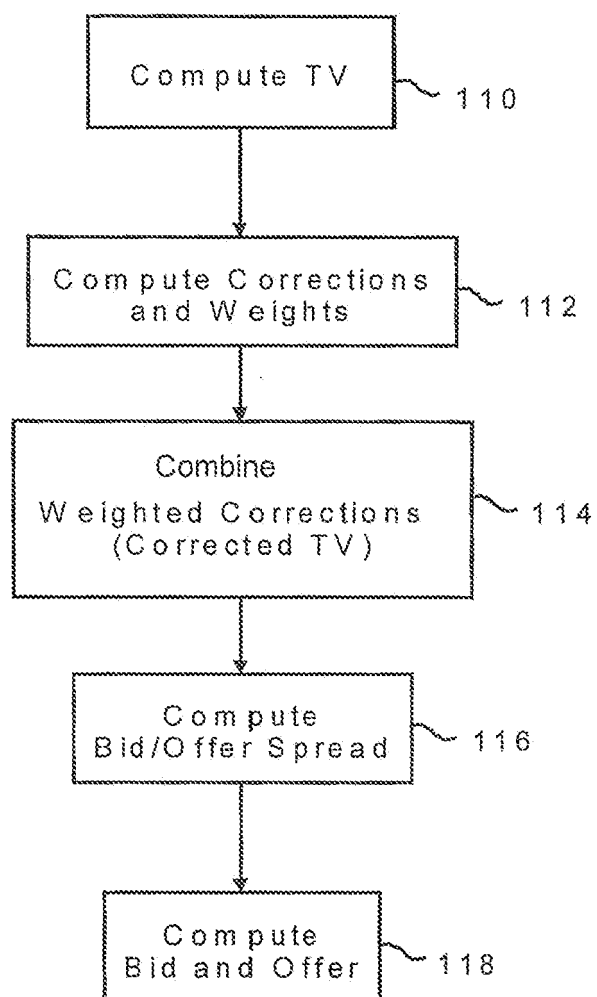 Compute TV
110
Compute Corrections
and Weights
112
Combine
Weighted Corrections
(Corrected TV)
114
Compute
Bid/Offer Spread
116
Compute
Bid and Offer
118